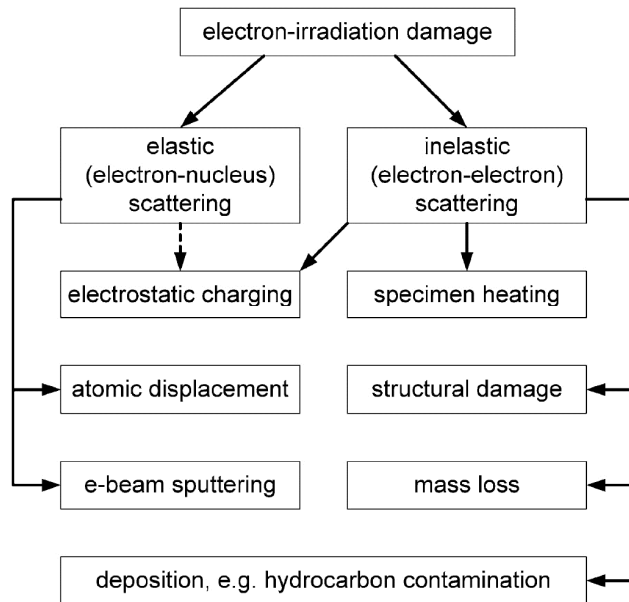 electron-irradiation damage
elastic
(electron-nucleus)
scattering
inelastic
(electron-electron)
scattering
electrostatic charging
specimen heating
atomic displacement
structural damage
e-beam sputtering
mass loss
deposition, e.g. hydrocarbon contamination